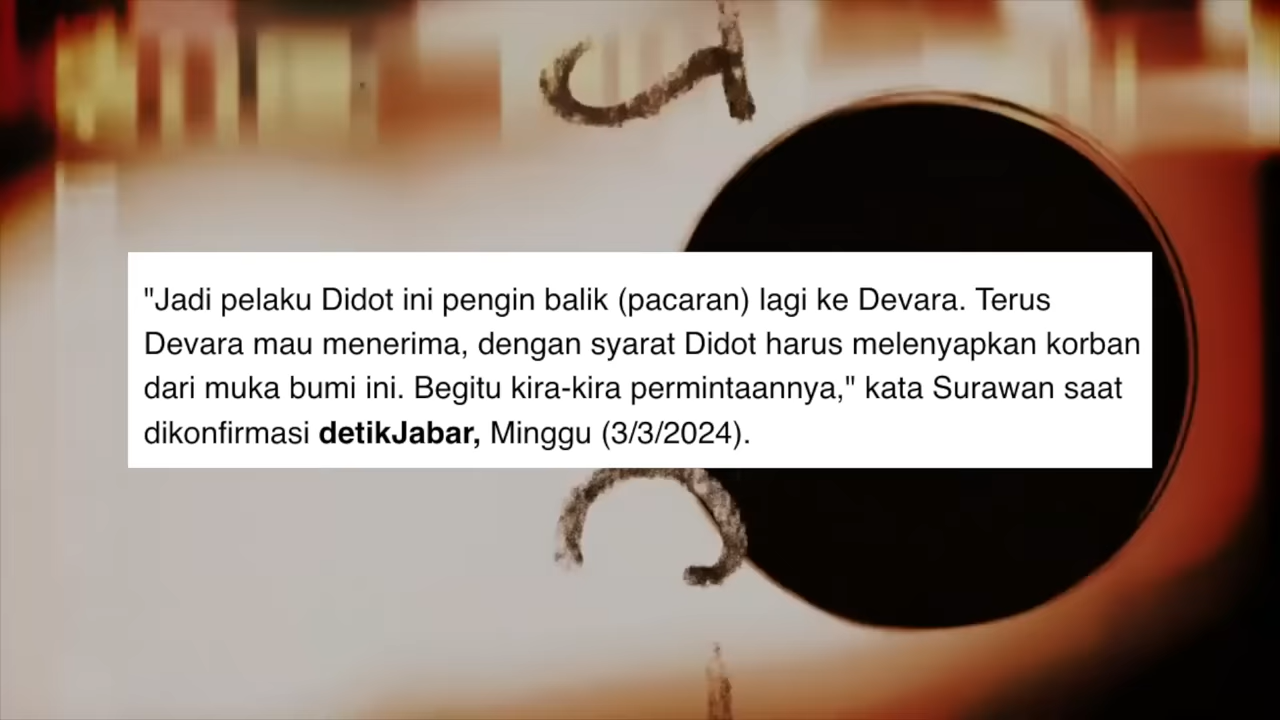 "Jadi pelaku Didot ini pengin balik (pacaran) lagi ke Devara. Terus
Devara mau menerima, dengan syarat Didot harus melenyapkan korban
dari muka bumi ini. Begitu kira-kira permintaannya," kata Surawan saat
dikonfirmasi detikJabar, Minggu (3/3/2024).